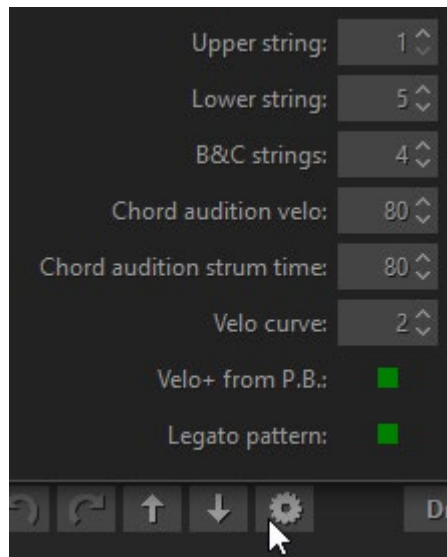 Upper string: 1
Lower string: 5
B&C strings: 4
Chord audition velo: 80
Chord audition strum time: 80
Velo curve: 2
Velo+ from P.B.:
Legato pattern: